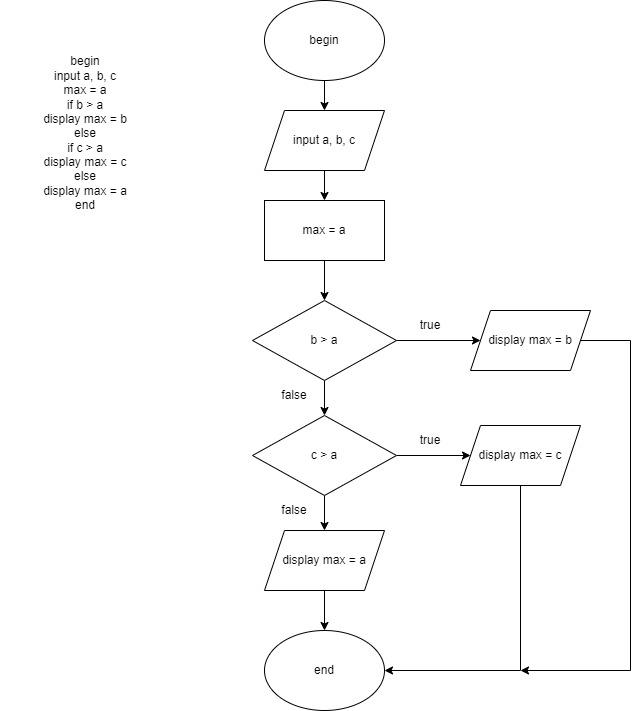 begin
input a, b, c
max = a
if b > a
display max = b
else
if c > a
display max = c
else
display max = a
end
begin
input a, b, c
max = a
b > a
true
display max = b
false
c > a
true
display max = c
false
display max = a
end